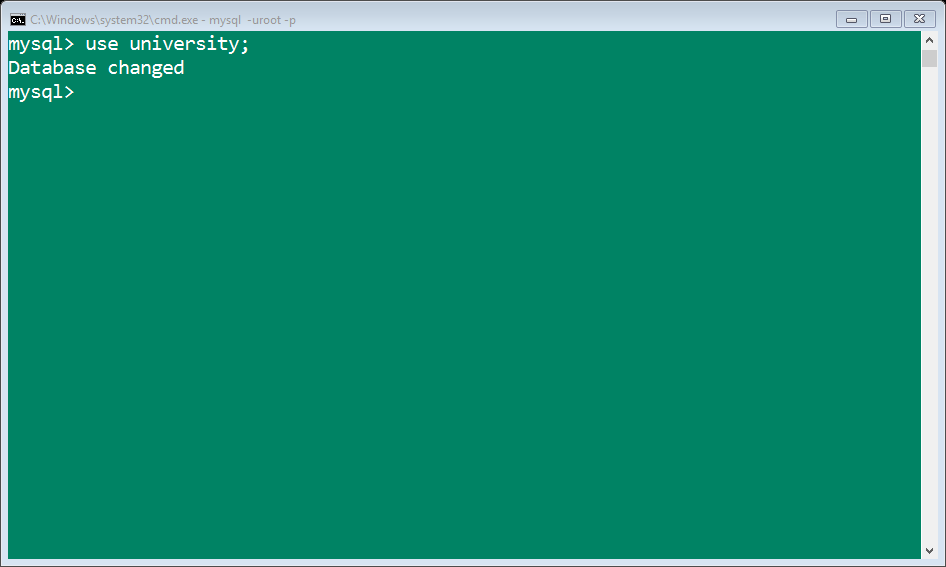 C:\Windows\system32\cmd.exe - mysql  -uroot -p
mysql> use university;
Database changed
mysql>